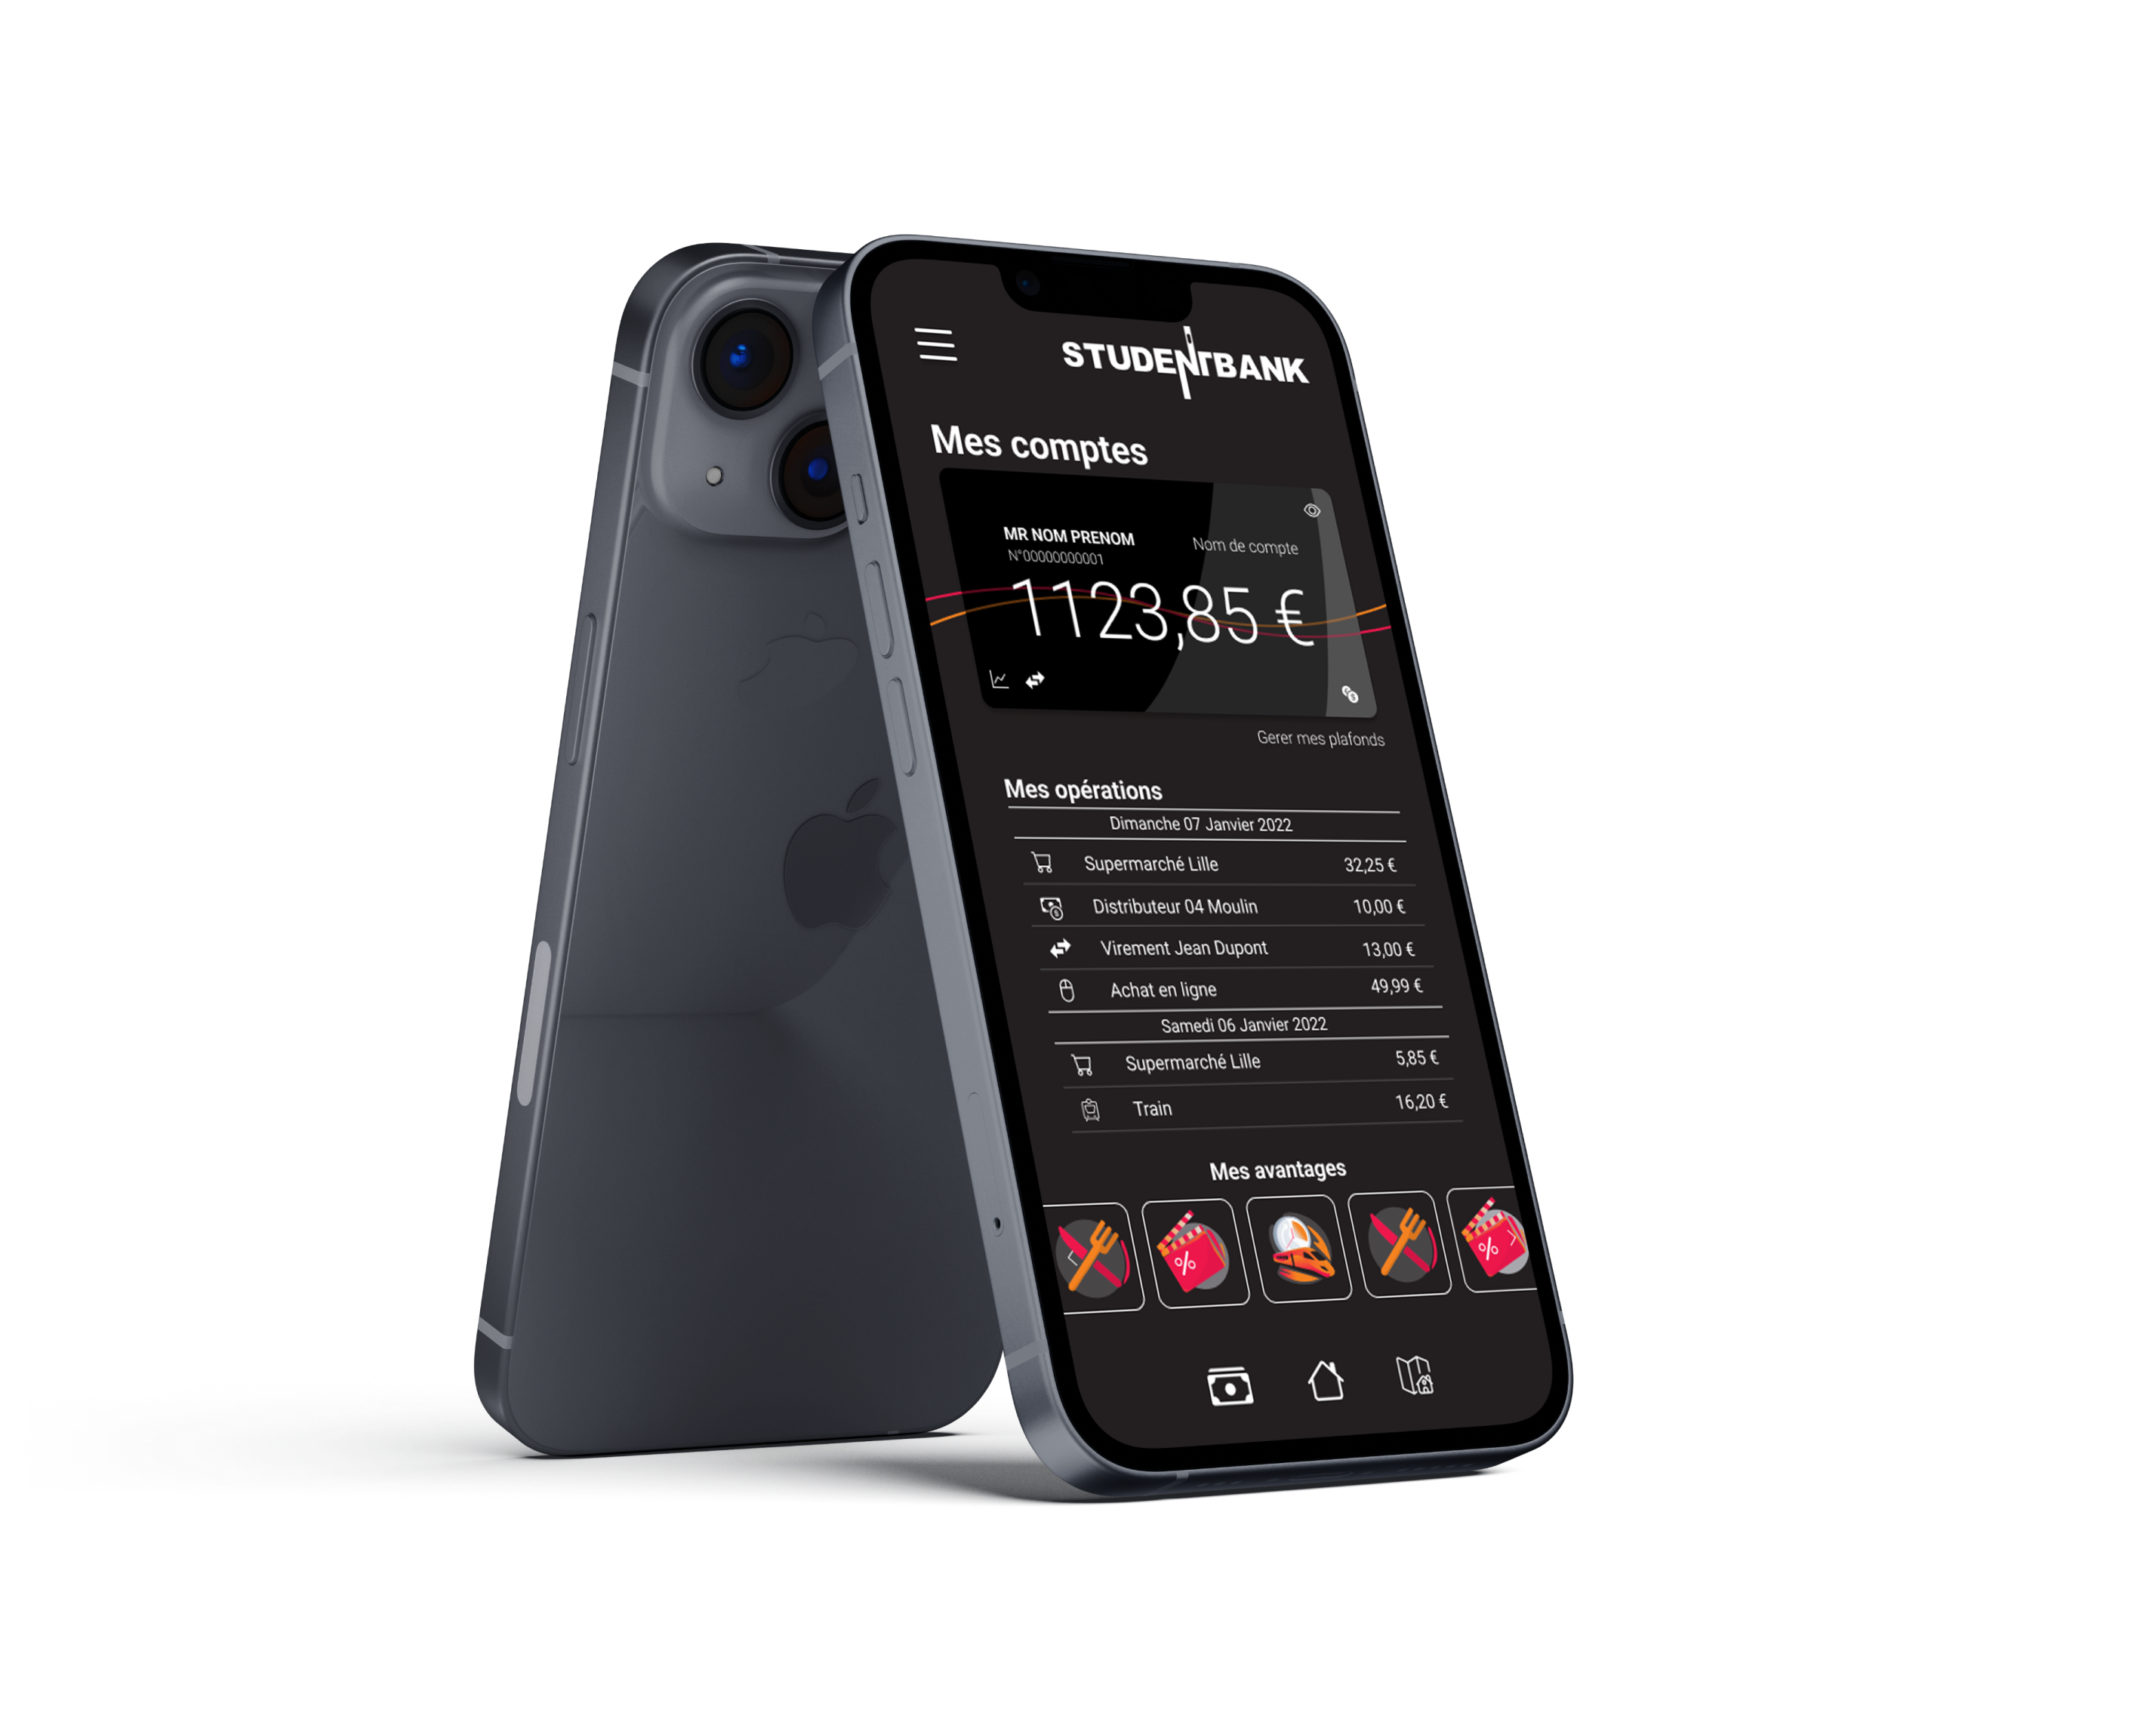 STUDENTBANK
Mes comptes
MR NOM PRENOM
N°00000000001
Nom de compte
1123,85 €
Gerer mes plafonds
Mes opérations
Dimanche 07 Janvier 2022
Supermarché Lille 32,25 €
Distributeur 04 Moulin 10,00 €
Virement Jean Dupont 13,00 €
Achat en ligne 49,99 €
Samedi 06 Janvier 2022
Supermarché Lille 5,85 €
Train 16,20 €
Mes avantages
%
%